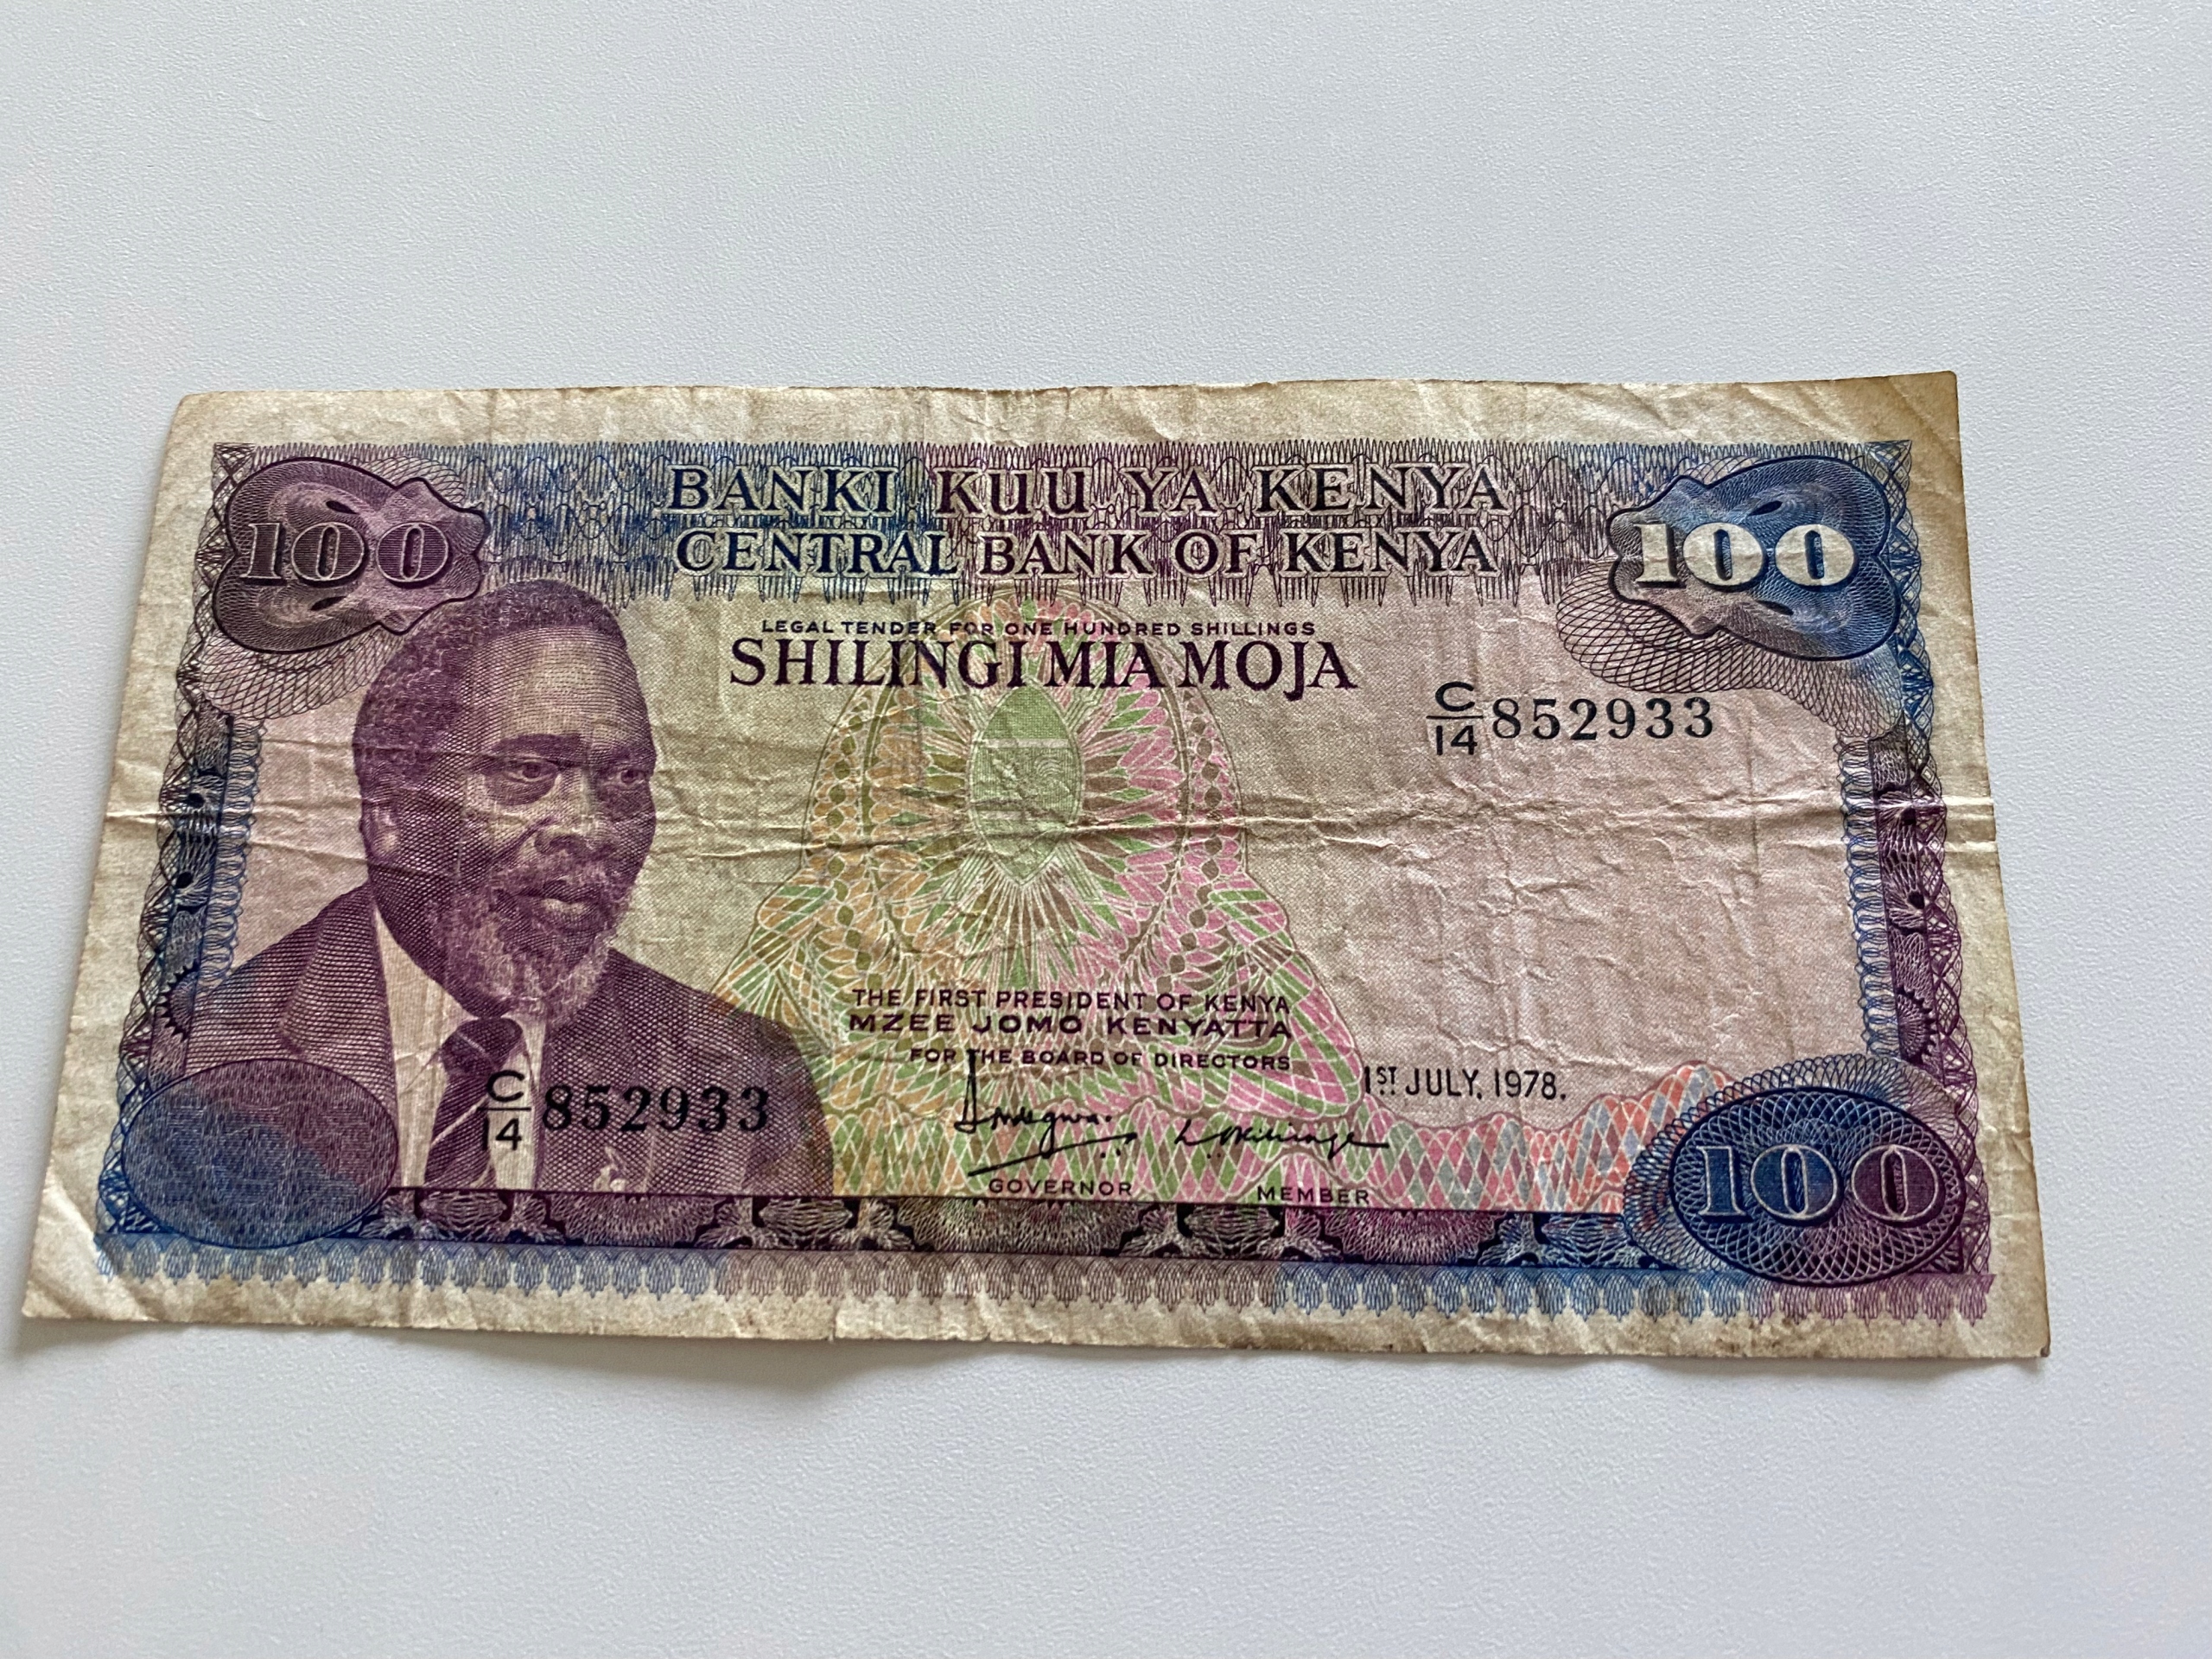 100
BANKI KUU YA KENYA
CENTRAL BANK OF KENYA
100
LEGAL TENDER FOR ONE HUNDRED SHILLINGS
SHILINGI MIA MOJA
C/14 852933
THE FIRST PRESIDENT OF KENYA
MZEE JOMO KENYATTA
FOR THE BOARD OF DIRECTORS
1ST JULY, 1978.
C/14 852933
GOVERNOR MEMBER
100